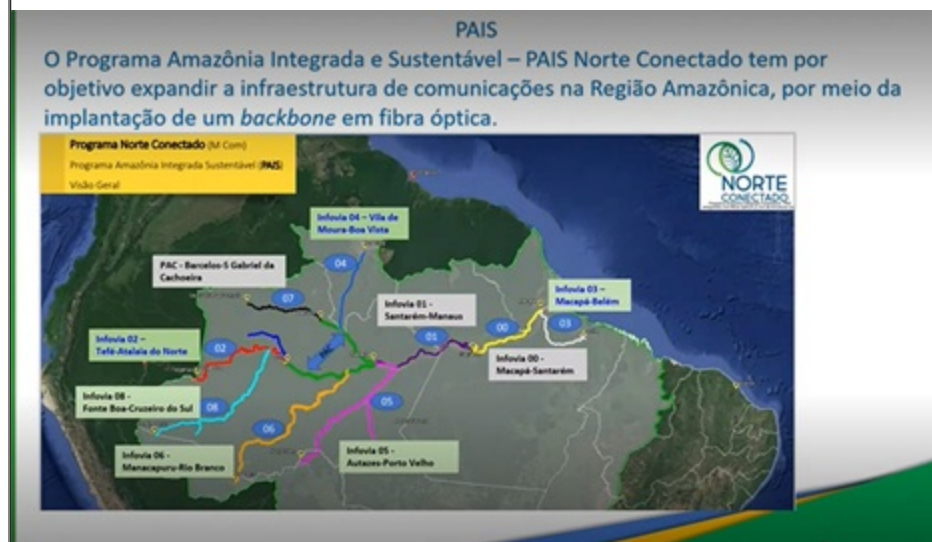 PAIS
O Programa Amazônia Integrada e Sustentável – PAIS Norte Conectado tem por
objetivo expandir a infraestrutura de comunicações na Região Amazônica, por meio da
implantação de um backbone em fibra óptica.
Programa Norte Conectado (M Com)
Programa Amazônia Integrada Sustentável (PAIS)
Visão Geral
NORTE
CONECTADO
Infovia 04 – Vila de
Moura-Boa Vista
04
PAC - Barcelos-S Gabriel da
Cachoeira
07
Infovia 01 -
Santarém-Manaus
Infovia 03 –
Macapá-Belém
00
03
01
Infovia 02 –
Tefé-Atalaia do Norte
02
PAC
Infovia 00 -
Macapá-Santarém
Infovia 08 -
Fonte Boa-Cruzeiro do Sul
08
05
06
Infovia 06 -
Manacapuru-Rio Branco
Infovia 05 -
Autazes-Porto Velho